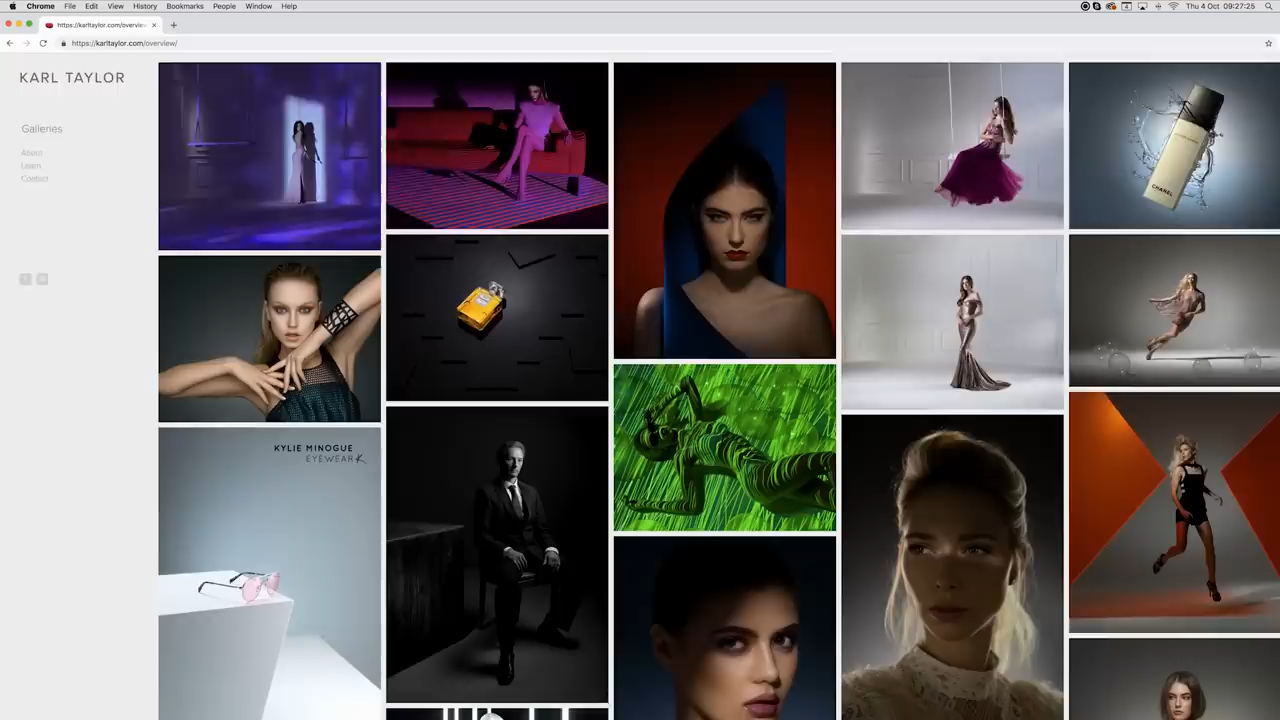 Chrome File Edit View History Bookmarks People Window Help
Thu 4 Oct 09:27:25
https://karltaylor.com/overview
https://karltaylor.com/overview/
KARL TAYLOR
Galleries
About
Learn
Contact
KYLIE MINOGUE
EYEWEAR K
CHANEL